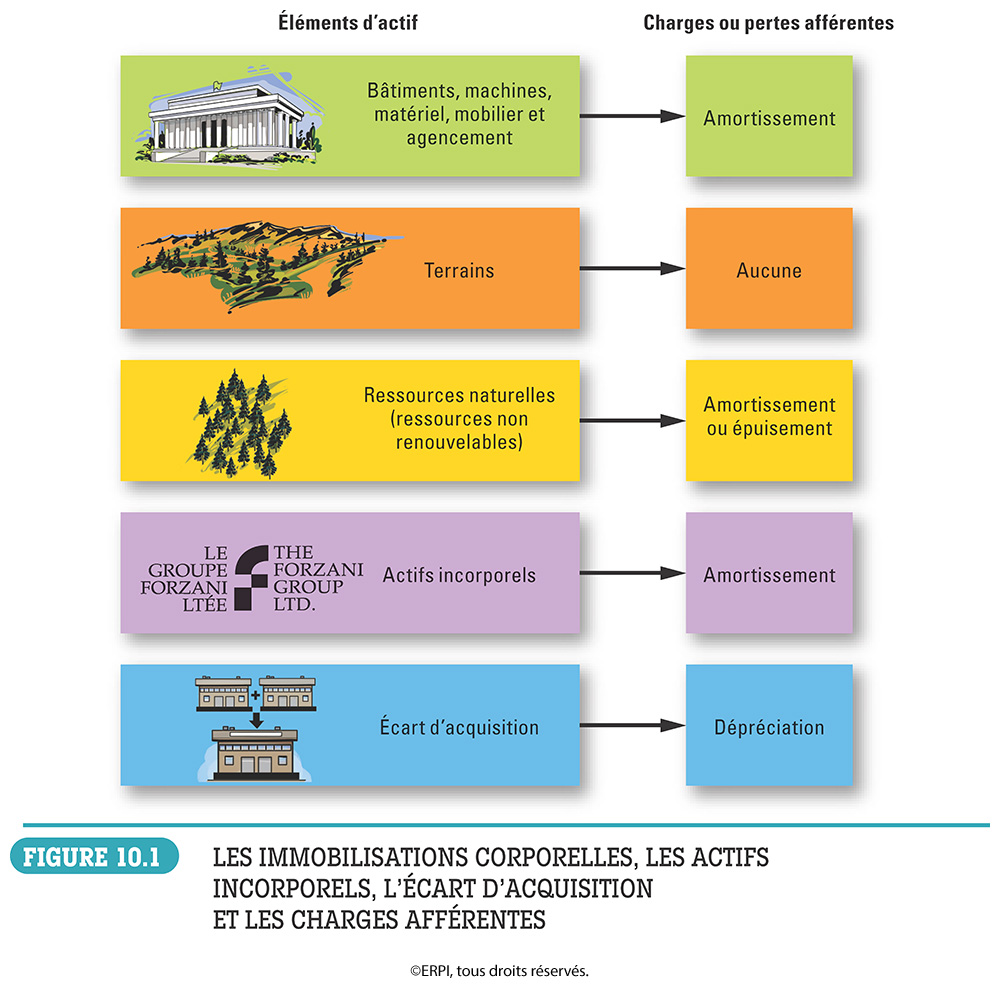 Éléments d’actif
Charges ou pertes afférentes
Bâtiments, machines,
matériel, mobilier et
agencement
Amortissement
Terrains
Aucune
Ressources naturelles
(ressources non
renouvelables)
Amortissement
ou épuisement
LE
GROUPE
FORZANI
LTÉE
THE
FORZANI
GROUP
LTD.
Actifs incorporels
Amortissement
+
Écart d’acquisition
Dépréciation
FIGURE 10.1
LES IMMOBILISATIONS CORPORELLES, LES ACTIFS
INCORPORELS, L’ÉCART D’ACQUISITION
ET LES CHARGES AFFÉRENTES
©ERPI, tous droits réservés.